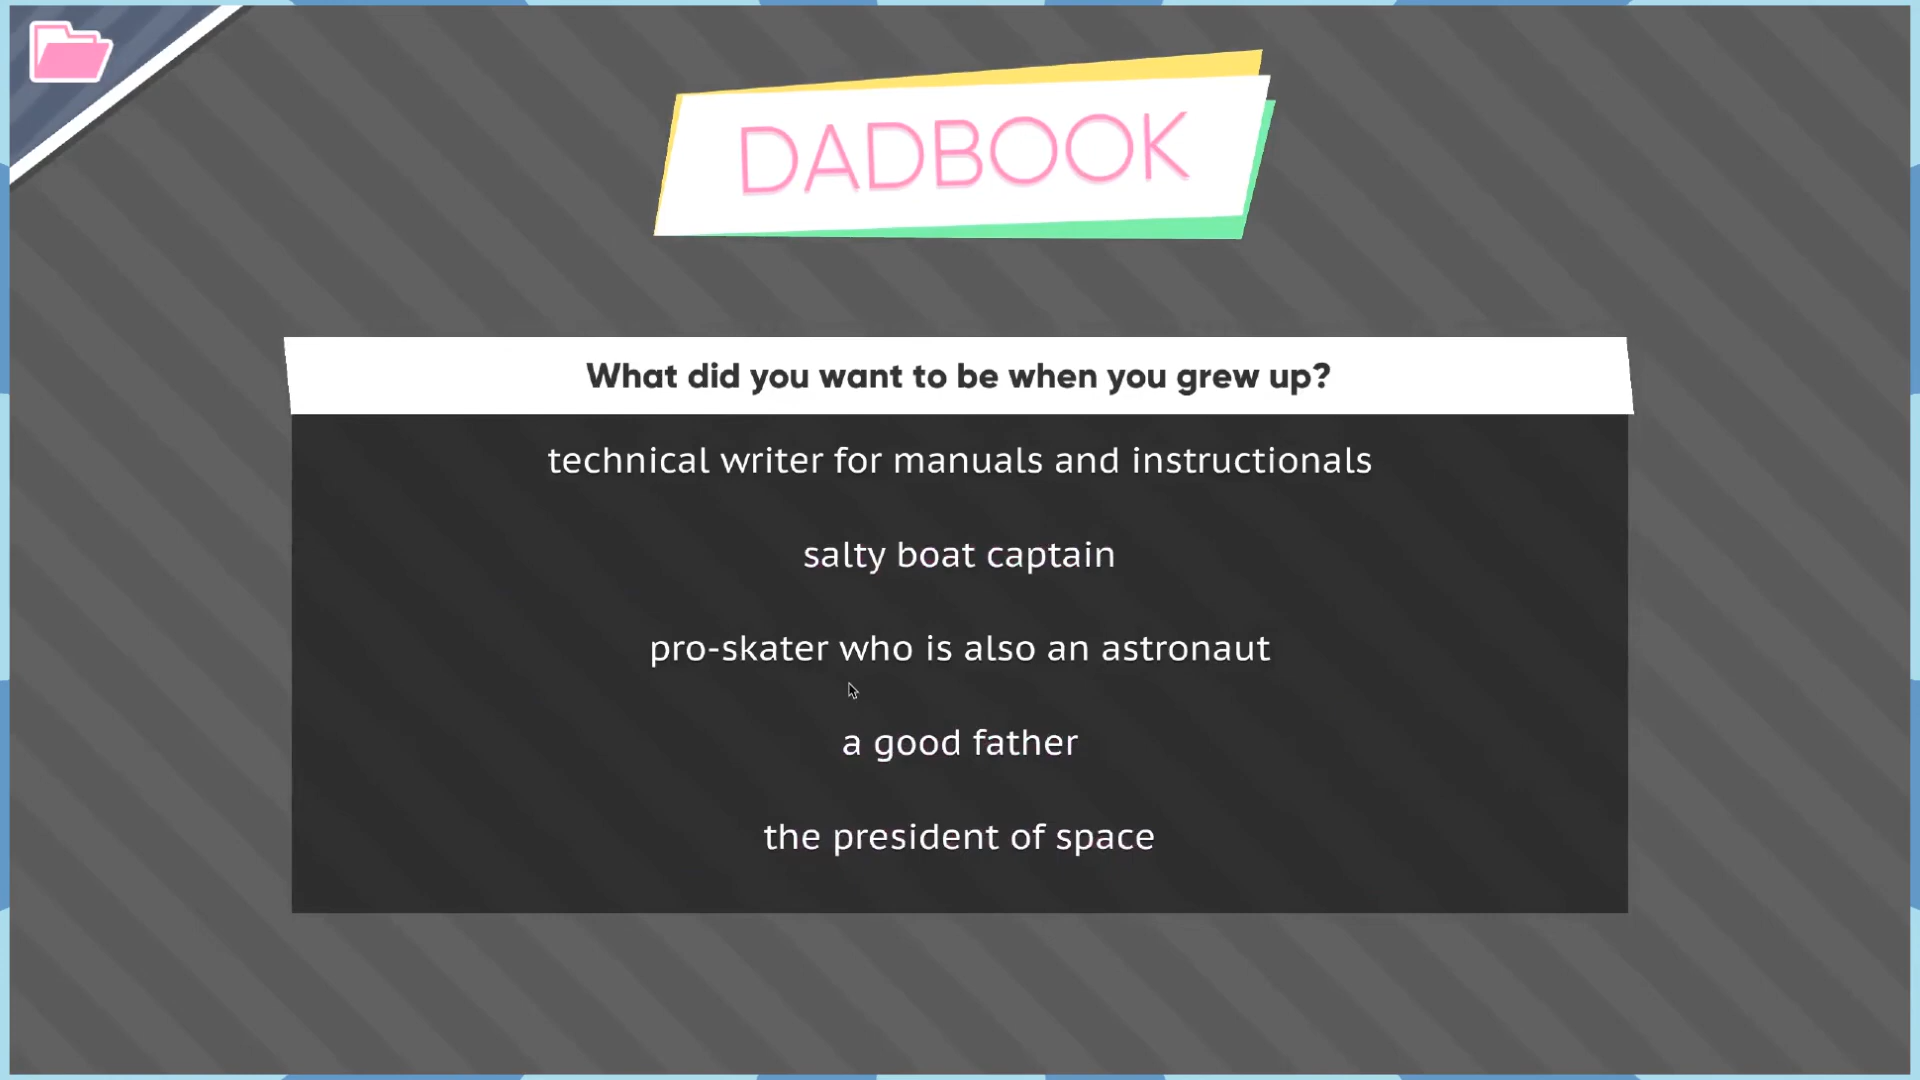 DADBOOK
What did you want to be when you grew up?
technical writer for manuals and instructionals
salty boat captain
pro-skater who is also an astronaut
a good father
the president of space